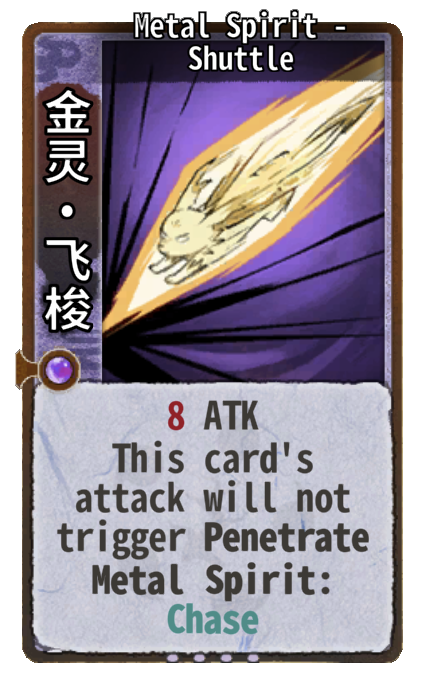 Metal Spirit -
Shuttle
金灵·飞梭
8 ATK
This card's
attack will not
trigger Penetrate
Metal Spirit:
Chase